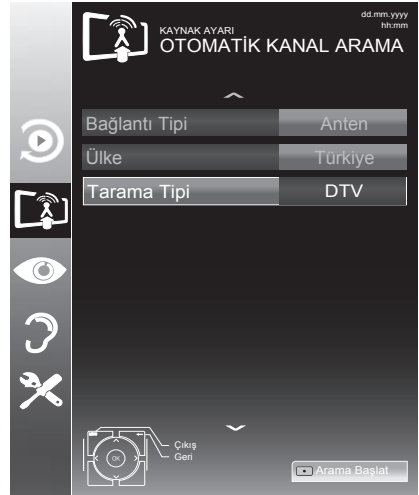 dd.mm.yyyy
hh:mm
KAYNAK AYARI
OTOMATİK KANAL ARAMA
Bağlantı Tipi Anten
Ülke Türkiye
Tarama Tipi DTV
Çıkış
Geri
OK
Arama Başlat